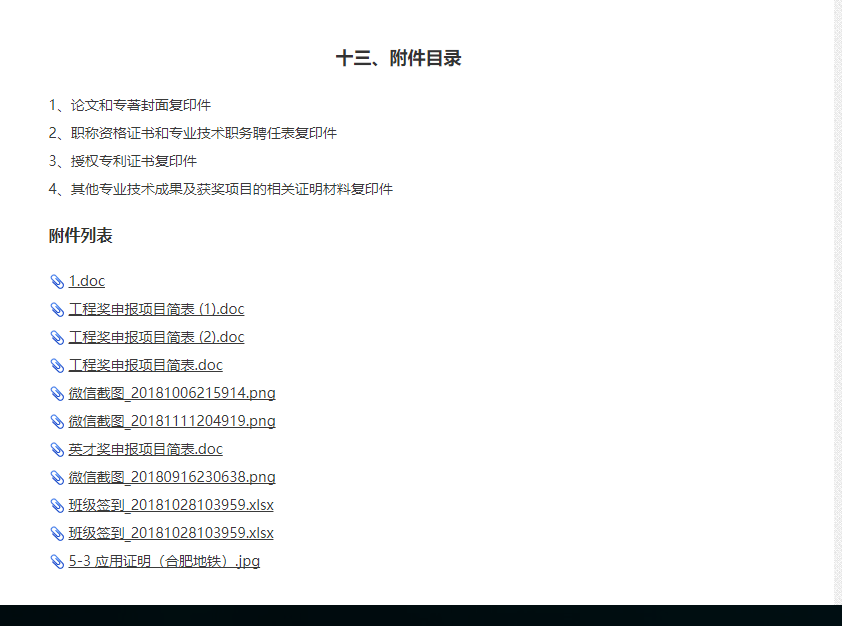 十三、附件目录
1、论文和专著封面复印件
2、职称资格证书和专业技术职务聘任表复印件
3、授权专利证书复印件
4、其他专业技术成果及获奖项目的相关证明材料复印件
附件列表
1.doc
工程奖申报项目简表 (1).doc
工程奖申报项目简表 (2).doc
工程奖申报项目简表.doc
微信截图_20181006215914.png
微信截图_20181111204919.png
英才奖申报项目简表.doc
微信截图_20180916230638.png
班级签到_20181028103959.xlsx
班级签到_20181028103959.xlsx
5-3 应用证明（合肥地铁）.jpg